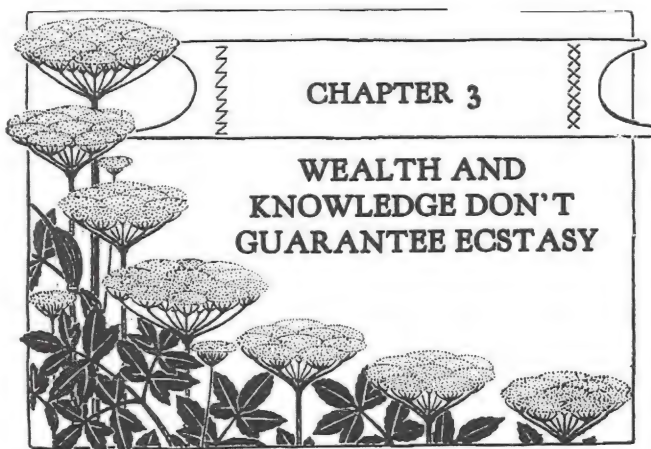 CHAPTER 3
WEALTH AND
KNOWLEDGE DON'T
GUARANTEE ECSTASY